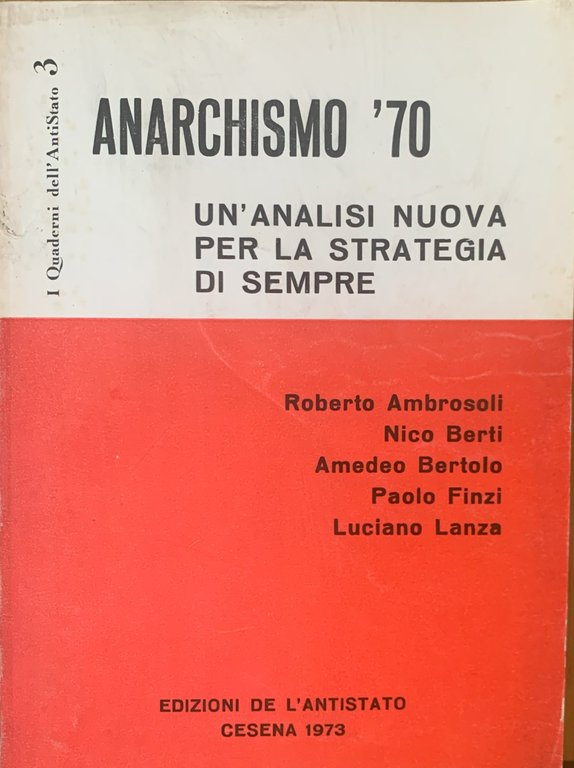 I Quaderni dell'AntiStato 3
ANARCHISMO '70
UN'ANALISI NUOVA
PER LA STRATEGIA
DI SEMPRE
Roberto Ambrosoli
Nico Berti
Amedeo Bertolo
Paolo Finzi
Luciano Lanza
EDIZIONI DE L'ANTISTATO
CESENA 1973